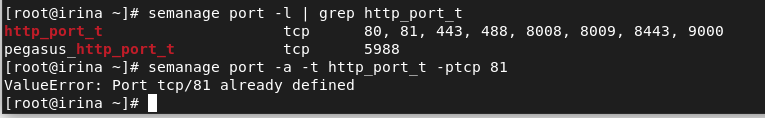 [root@irina ~]# semanage port -l | grep http_port_t
http_port_t                    tcp      80, 81, 443, 488, 8008, 8009, 8443, 9000
pegasus_http_port_t            tcp      5988
[root@irina ~]# semanage port -a -t http_port_t -ptcp 81
ValueError: Port tcp/81 already defined
[root@irina ~]#